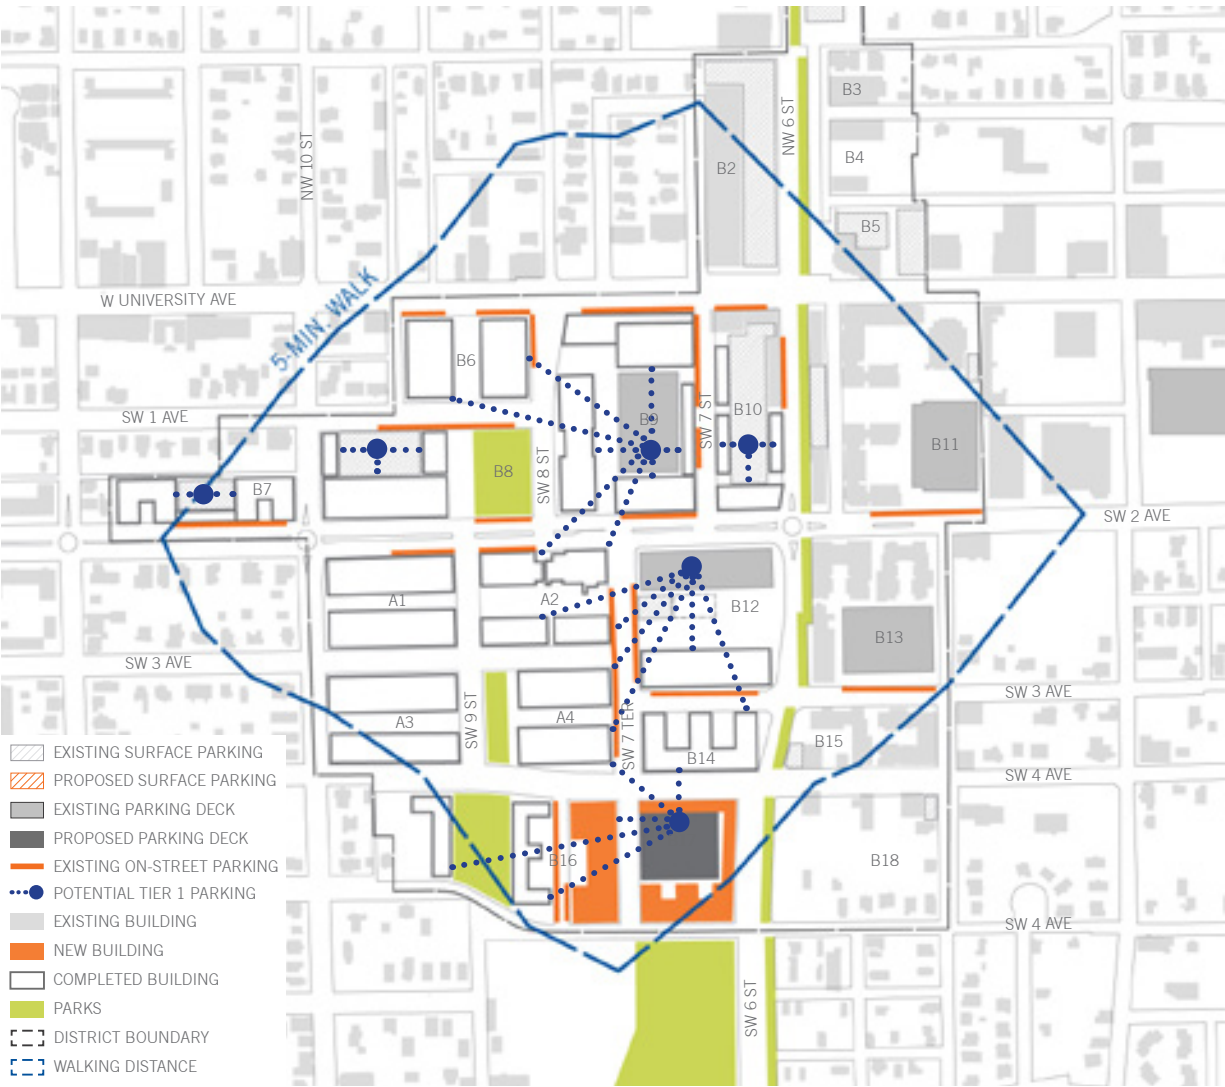 NW 6 ST
B3
NW 10 ST
B4
B2
B5
W UNIVERSITY AVE
5-MIN. WALK
B6
SW 1 AVE
B9
SW 7 ST
B10
B11
B8
SW 8 ST
B7
SW 2 AVE
A1
A2
B12
B13
SW 3 AVE
SW 3 AVE
A3
SW 9 ST
A4
SW 7 TER
B14
B15
SW 4 AVE
B16
B18
SW 4 AVE
SW 6 ST
EXISTING SURFACE PARKING
PROPOSED SURFACE PARKING
EXISTING PARKING DECK
PROPOSED PARKING DECK
EXISTING ON-STREET PARKING
POTENTIAL TIER 1 PARKING
EXISTING BUILDING
NEW BUILDING
COMPLETED BUILDING
PARKS
DISTRICT BOUNDARY
WALKING DISTANCE